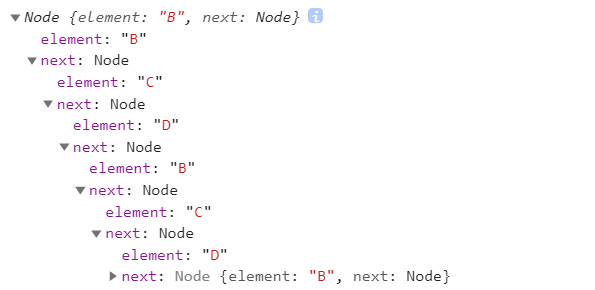 Node {element: "B", next: Node} i
element: "B"
next: Node
element: "C"
next: Node
element: "D"
next: Node
element: "B"
next: Node
element: "C"
next: Node
element: "D"
next: Node {element: "B", next: Node}